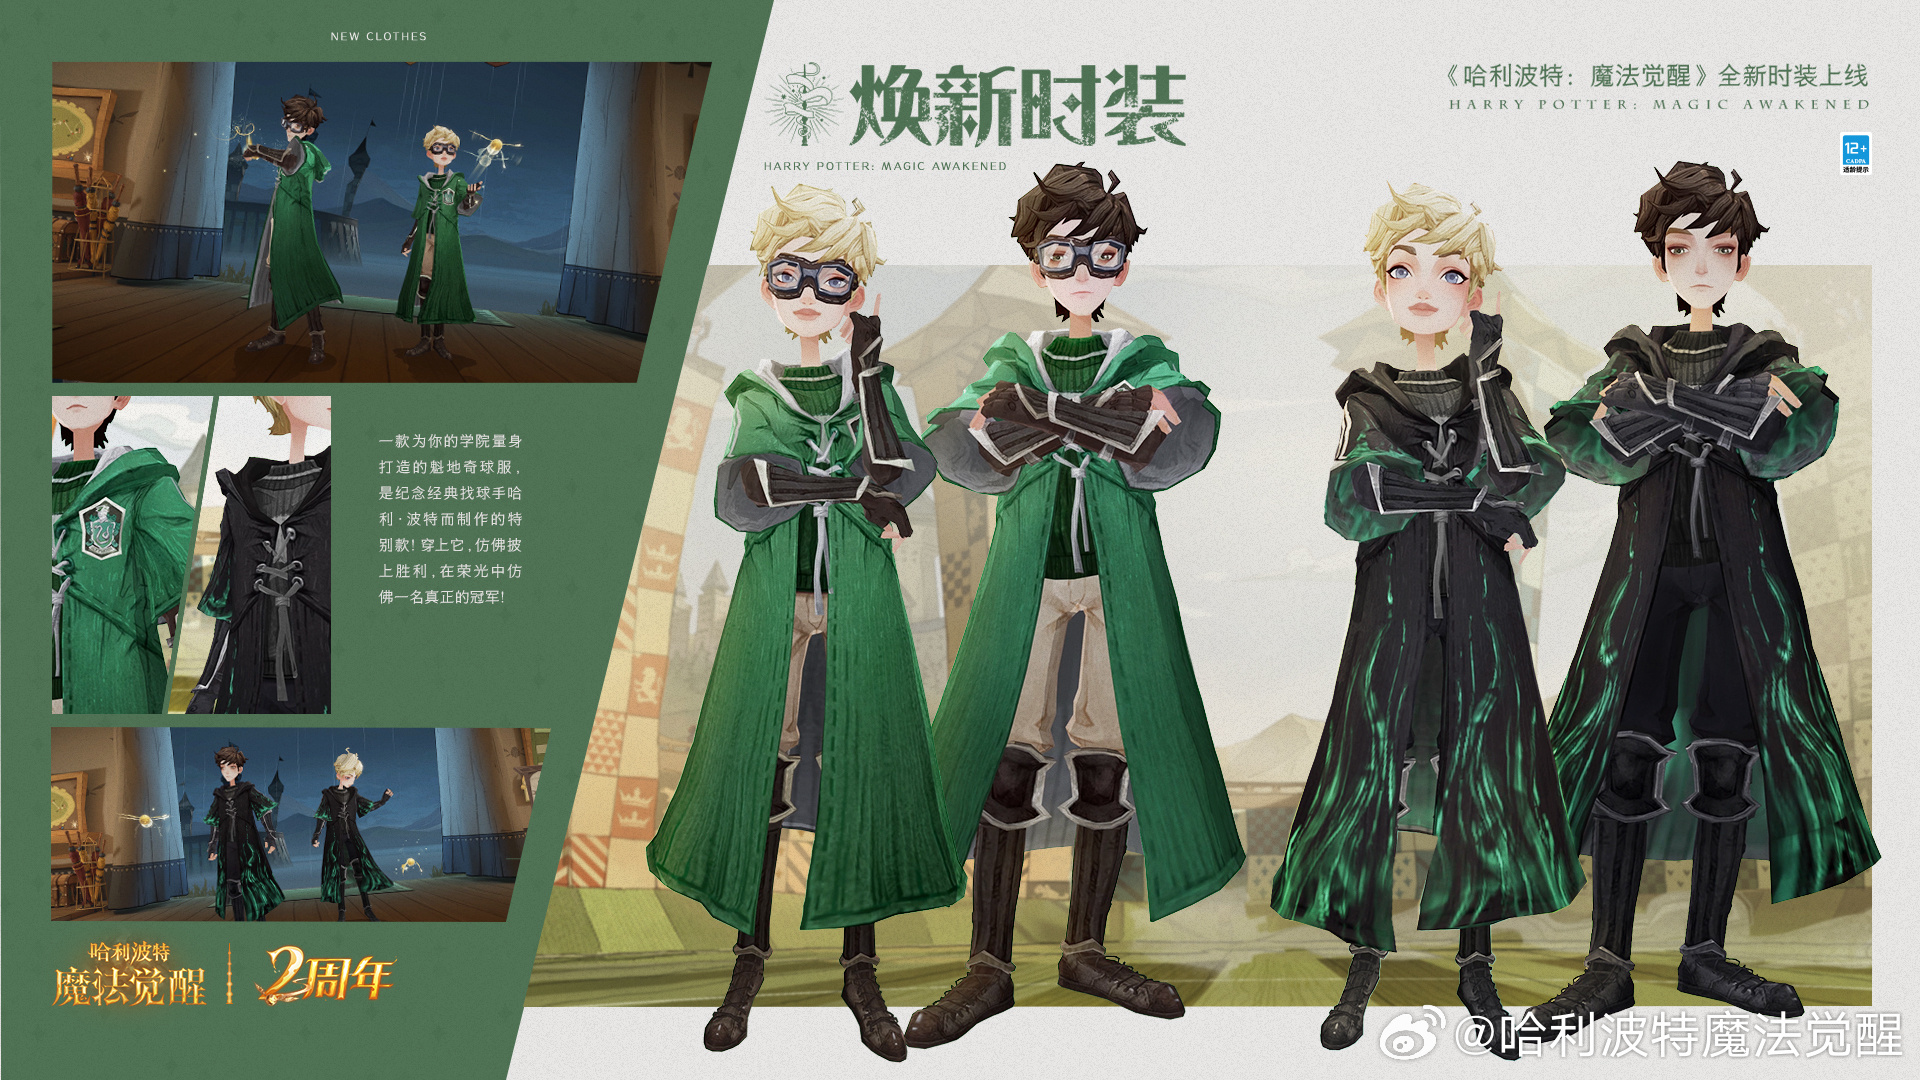 NEW CLOTHES
焕新时装
HARRY POTTER: MAGIC AWAKENED
《哈利波特：魔法觉醒》全新时装上线
HARRY POTTER: MAGIC AWAKENED
12+
CADPA
适龄提示
一款为你的学院量身
打造的魁地奇球服，
是纪念经典找球手哈
利·波特而制作的特
别款！穿上它，仿佛披
上胜利，在荣光中仿
佛一名真正的冠军！
哈利波特
魔法觉醒
2周年
@哈利波特魔法觉醒